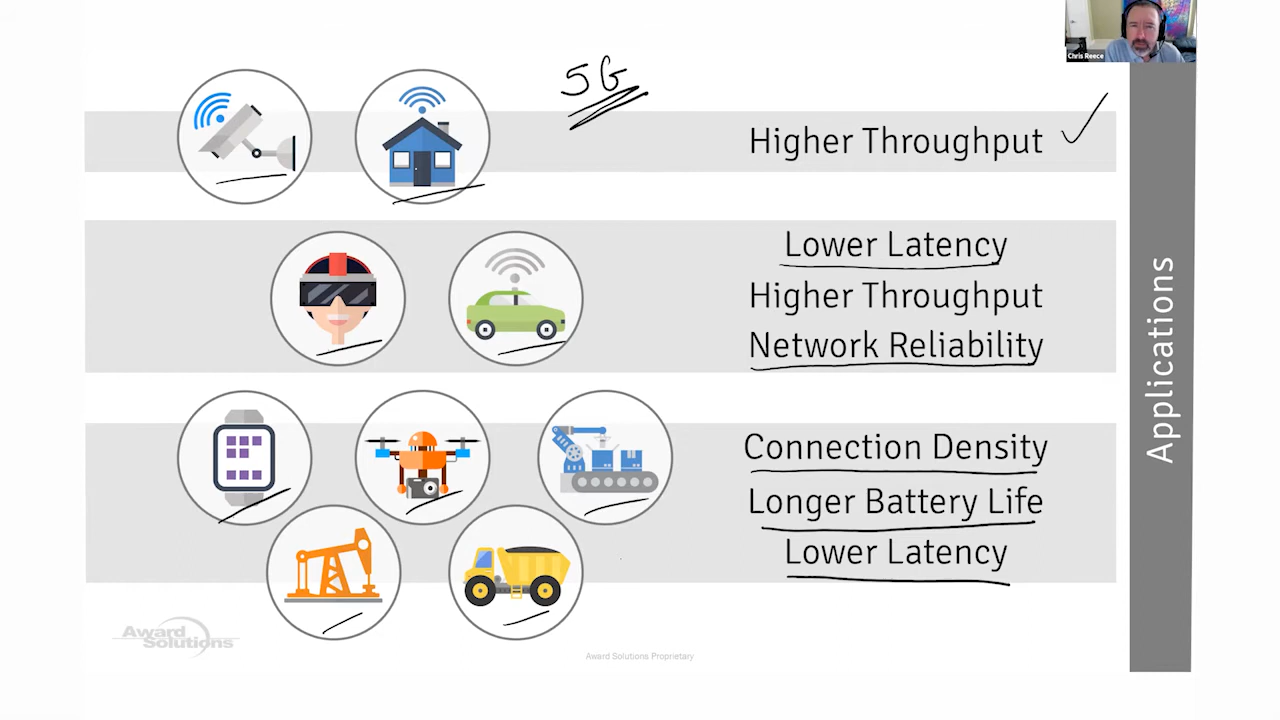 Chris Reece
5G
Higher Throughput
Lower Latency
Higher Throughput
Network Reliability
Connection Density
Longer Battery Life
Lower Latency
Applications
Award
Solutions
Award Solutions Proprietary